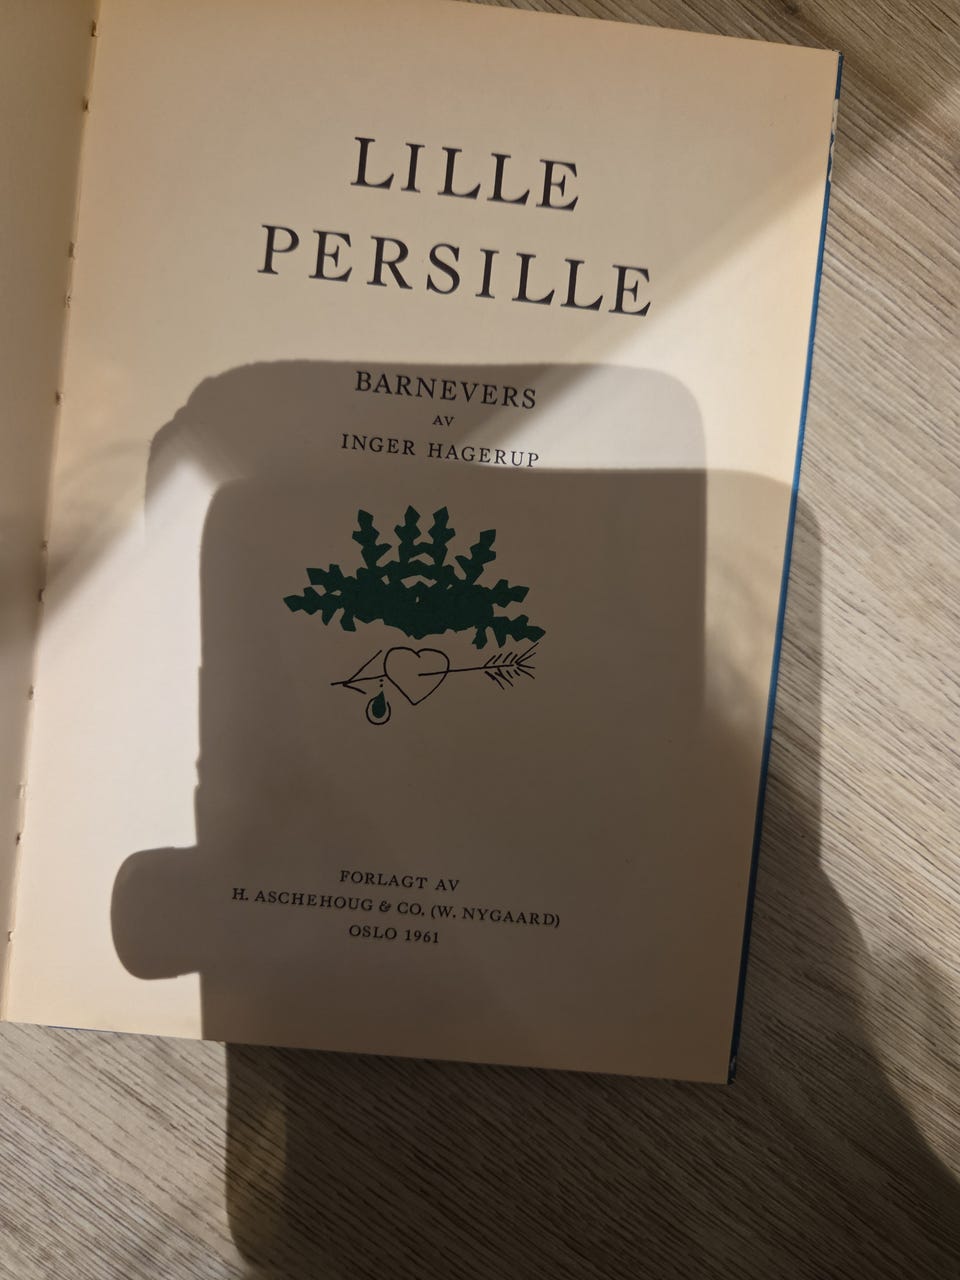 LILLE
PERSILLE
BARNEVERS
AV
INGER HAGERUP
FORLAGT AV
H. ASCHEHOUG & CO. (W. NYGAARD)
OSLO 1961